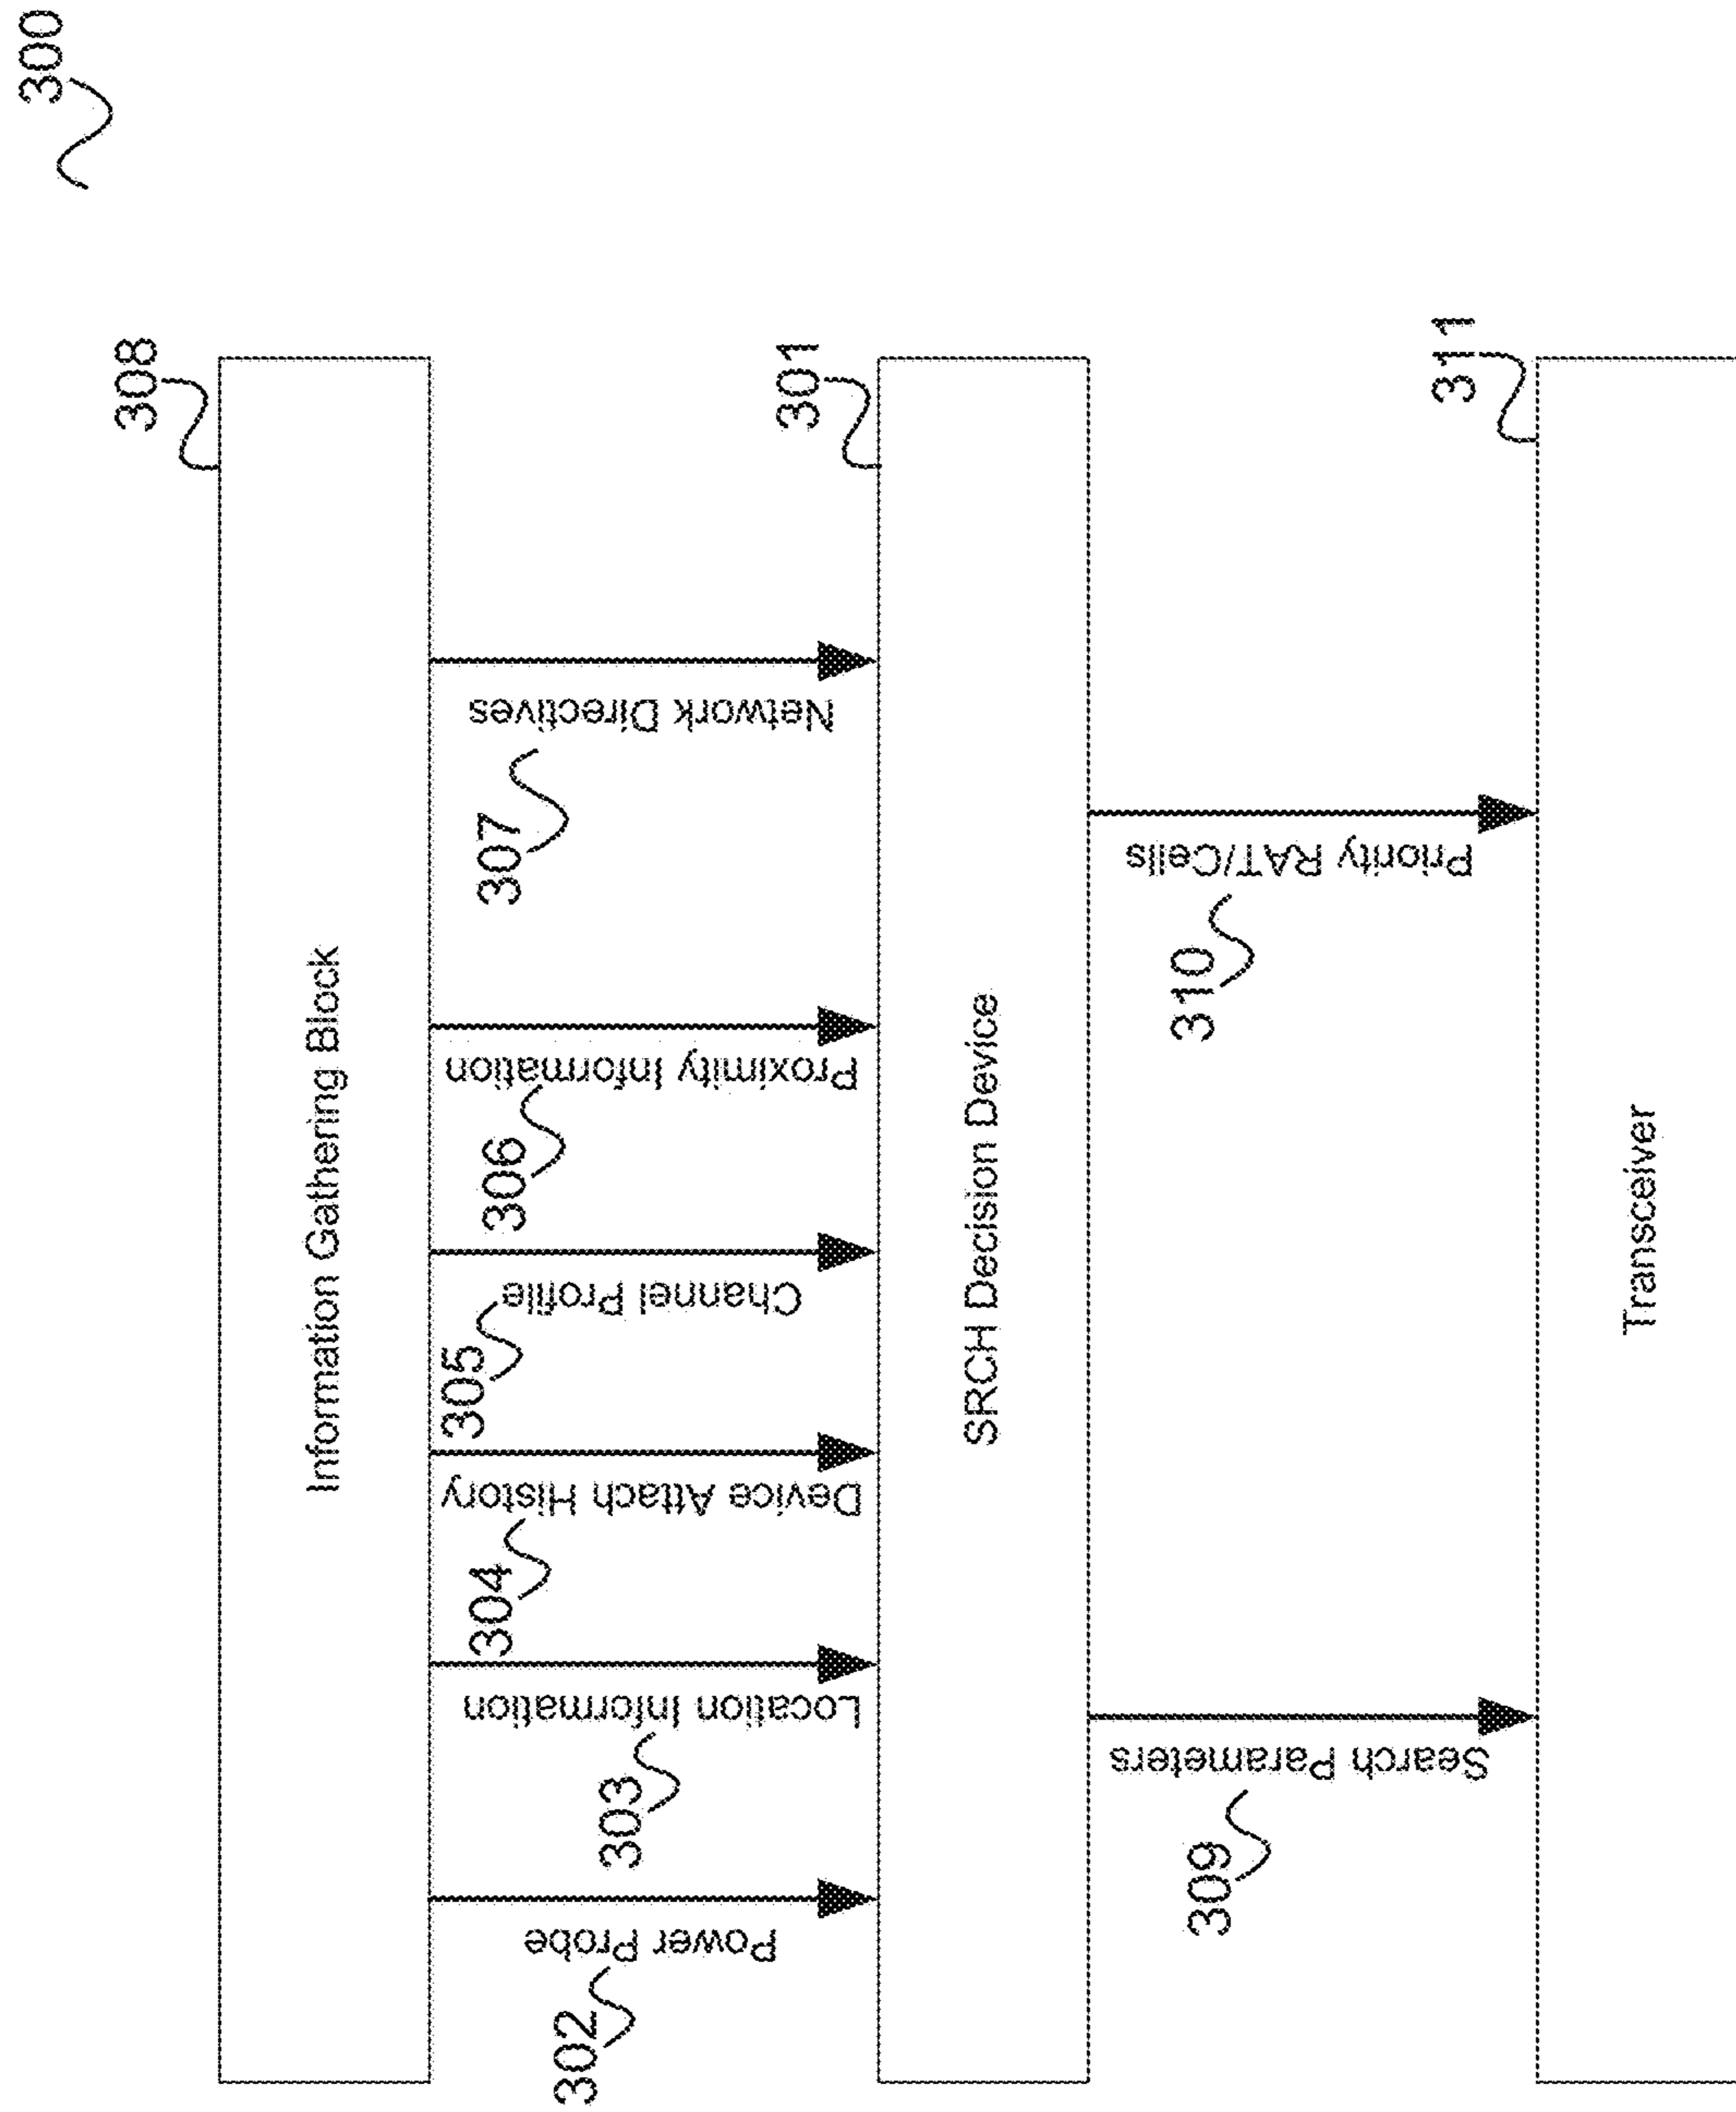 300
308
Information Gathering Block
302
Power Probe
303
Location Information
304
Device Attach History
305
Channel Profile
306
Proximity Information
307
Network Directives
301
SRCH Decision Device
309
Search Parameters
310
Priority RAT/Cells
311
Transceiver